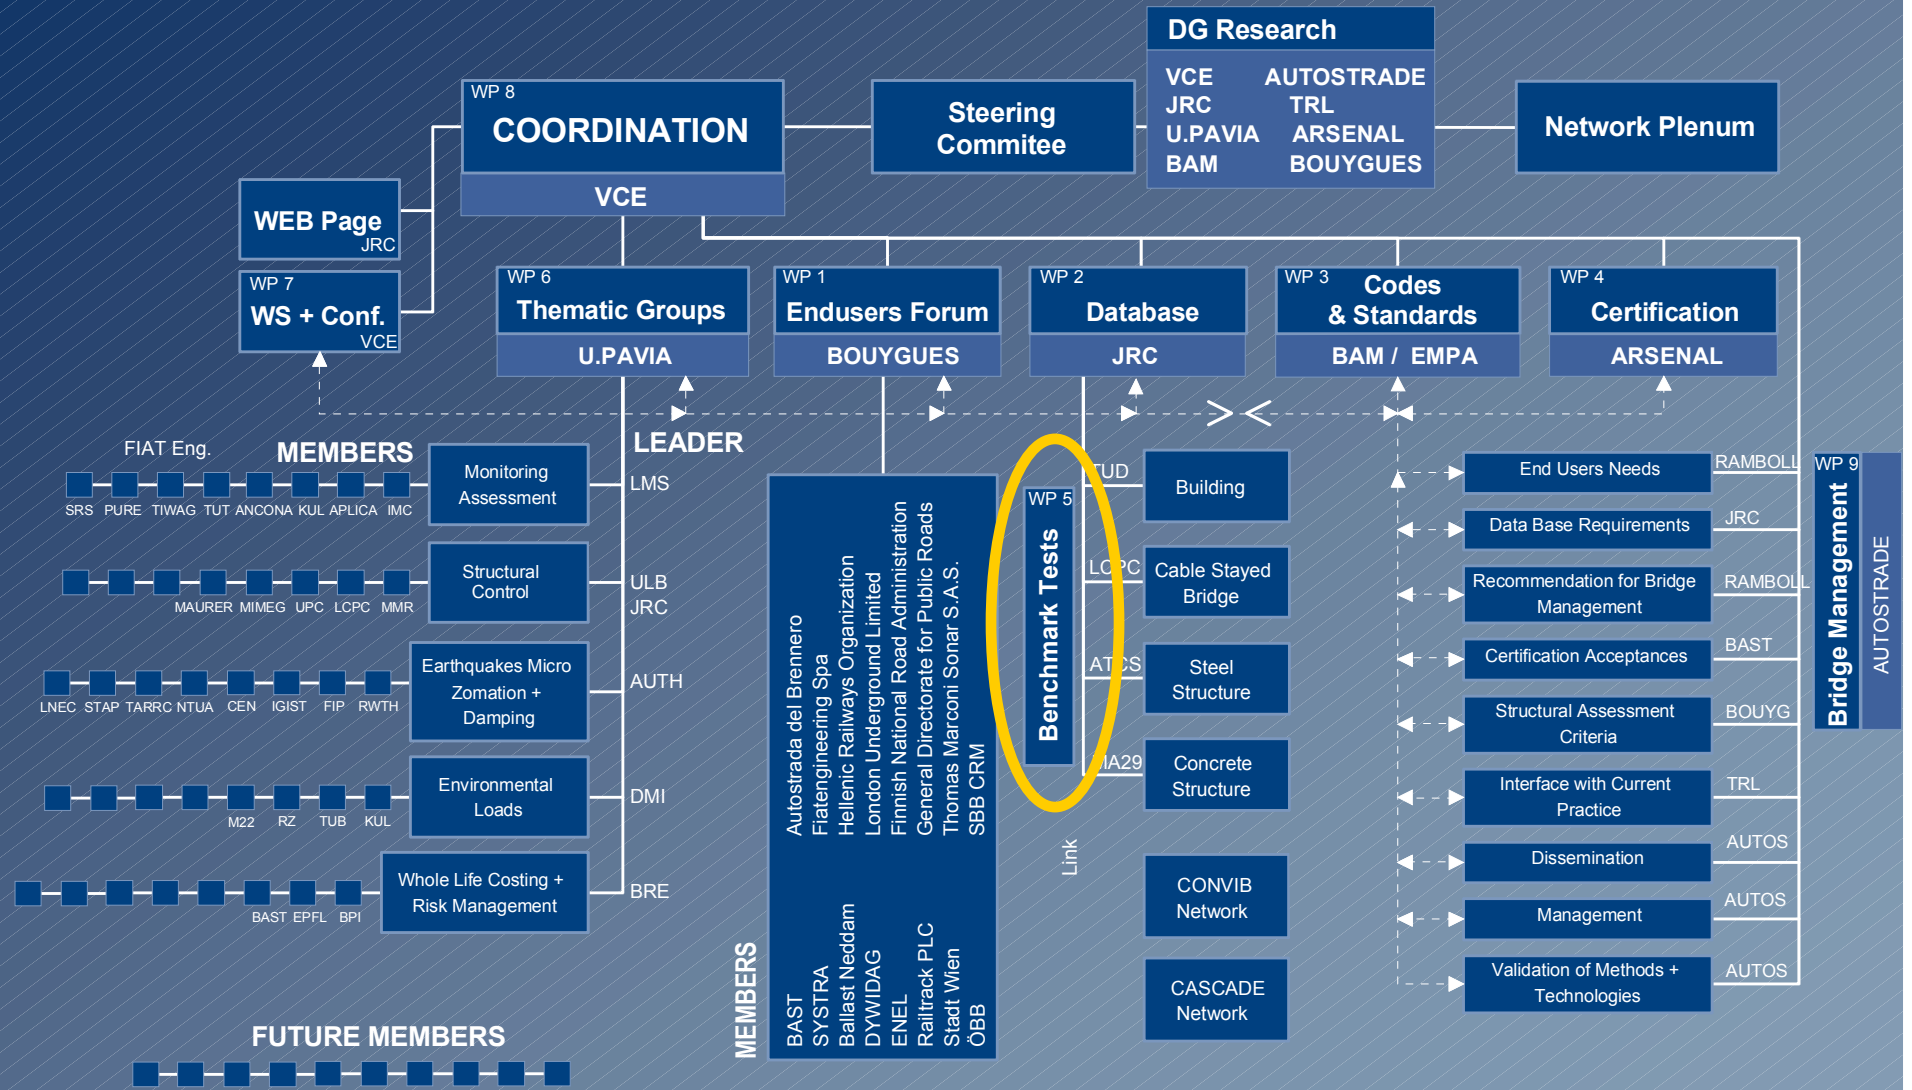 DG Research
VCE AUTOSTRADE
JRC TRL
U.PAVIA ARSENAL
BAM BOUYGUES
WP 8
COORDINATION
VCE
Steering
Commitee
Network Plenum
WEB Page
JRC
WP 7
WS + Conf.
VCE
WP 6
Thematic Groups
U.PAVIA
WP 1
Endusers Forum
BOUYGUES
WP 2
Database
JRC
WP 3
Codes
& Standards
BAM / EMPA
WP 4
Certification
ARSENAL
LEADER
FIAT Eng.
MEMBERS
Monitoring
Assessment
LMS
SRS PURE TIWAG TUT ANCONA KUL APLICA IMC
Structural
Control
ULB
JRC
MAURER MIMEG UPC LCPC MMR
Earthquakes Micro
Zomation +
Damping
AUTH
LNEC STAP TARRC NTUA CEN IGIST FIP RWTH
Environmental
Loads
DMI
M22 RZ TUB KUL
Whole Life Costing +
Risk Management
BRE
BAST EPFL BPI
FUTURE MEMBERS
MEMBERS
Autostrada del Brennero
Fiatengineering Spa
Hellenic Railways Organization
London Underground Limited
Finnish National Road Administration
General Directorate for Public Roads
Thomas Marconi Sonar S.A.S.
SBB CRM
BAST
SYSTRA
Ballast Neddam
DYWIDAG
ENEL
Railtrack PLC
Stadt Wien
ÖBB
WP 5
Benchmark Tests
Link
TUD
Building
LCPC
Cable Stayed
Bridge
ATCS
Steel
Structure
Concrete
Structure
CONVIB
Network
CASCADE
Network
End Users Needs
RAMBOLL
Data Base Requirements
JRC
Recommendation for Bridge
Management
RAMBOLL
Certification Acceptances
BAST
Structural Assessment
Criteria
BOUYG
Interface with Current
Practice
TRL
Dissemination
AUTOS
Management
AUTOS
Validation of Methods +
Technologies
AUTOS
WP 9
Bridge Management
AUTOSTRADE